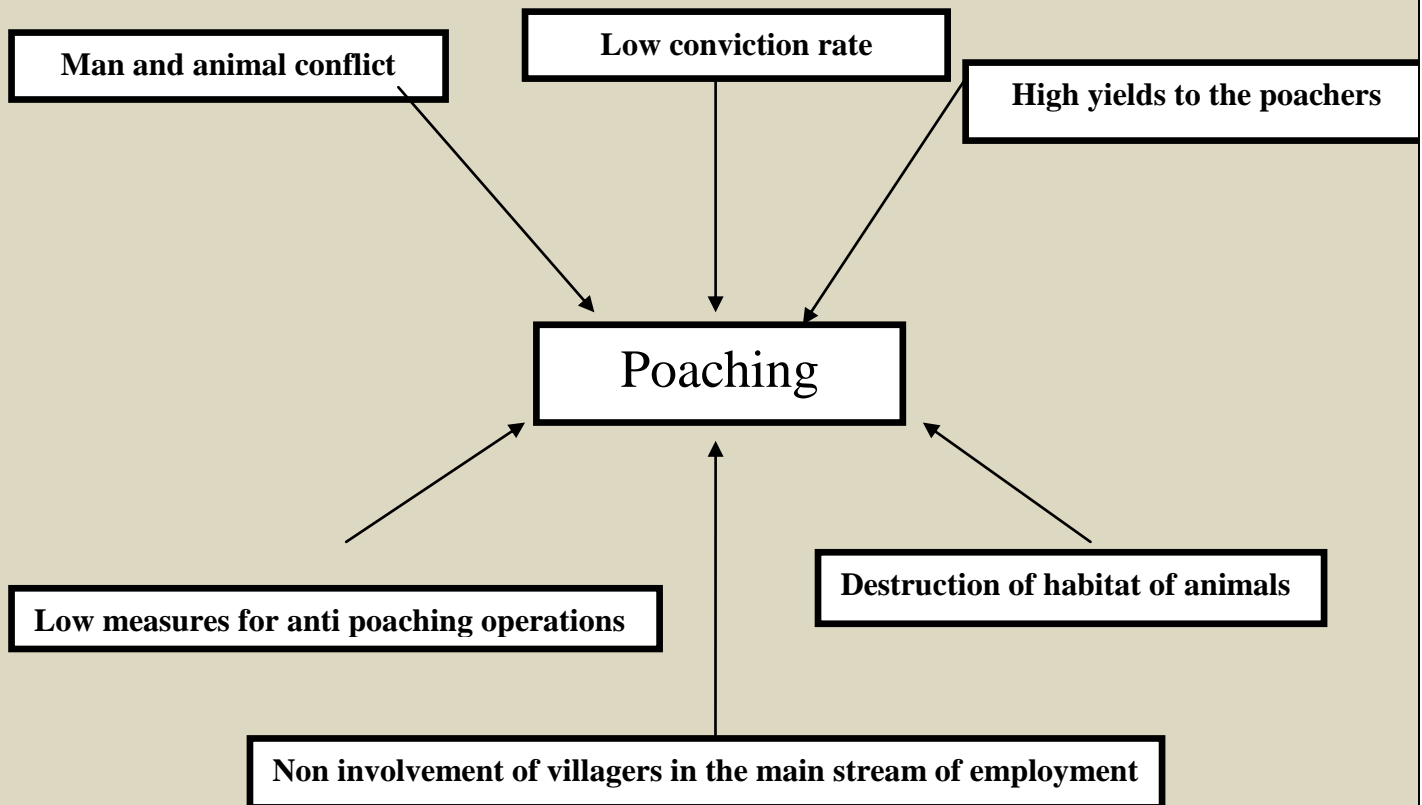 Man and animal conflict
Low conviction rate
High yields to the poachers
Poaching
Low measures for anti poaching operations
Destruction of habitat of animals
Non involvement of villagers in the main stream of employment